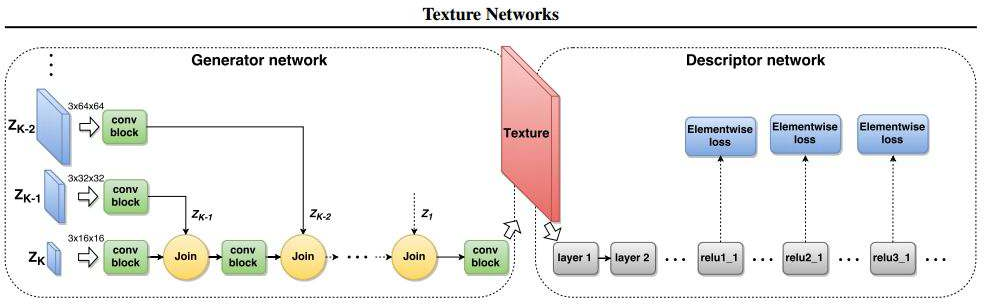 Texture Networks
Generator network
Z_{K-2}
3x64x64
conv
block
Z_{K-1}
3x32x32
conv
block
z_{K-1}
z_{K-2}
z_1
Z_K
3x16x16
conv
block
Join
conv
block
Join
Join
conv
block
Texture
Descriptor network
Elementwise
loss
Elementwise
loss
Elementwise
loss
layer 1
layer 2
relu1_1
relu2_1
relu3_1